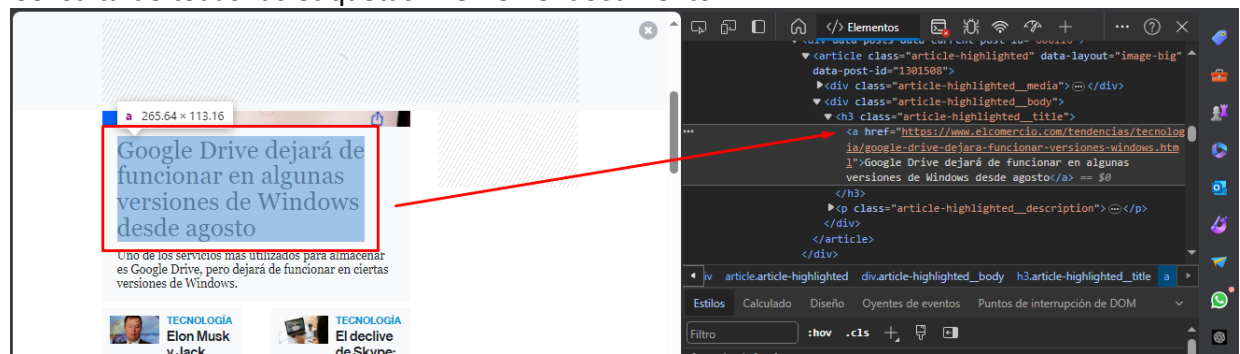 a 265.64 × 113.16
Google Drive dejará de
funcionar en algunas
versiones de Windows
desde agosto
Uno de los servicios más utilizados para almacenar
es Google Drive, pero dejará de funcionar en ciertas
versiones de Windows.
TECNOLOGÍA
Elon Musk
y Jack
TECNOLOGÍA
El declive
de Skype:
</> Elementos
▼<article class="article-highlighted" data-layout="image-big"
data-post-id="1301508">
▶<div class="article-highlighted__media">⋯</div>
▼<div class="article-highlighted__body">
▼<h3 class="article-highlighted__title">
<a href="https://www.elcomercio.com/tendencias/tecnolog
ia/google-drive-dejara-funcionar-versiones-windows.htm
l">Google Drive dejará de funcionar en algunas
versiones de Windows desde agosto</a> == $0
</h3>
▶<p class="article-highlighted__description">⋯</p>
</div>
</article>
</div>
iv article.article-highlighted div.article-highlighted__body h3.article-highlighted__title a
Estilos Calculado Diseño Oyentes de eventos Puntos de interrupción de DOM
Filtro :hov .cls